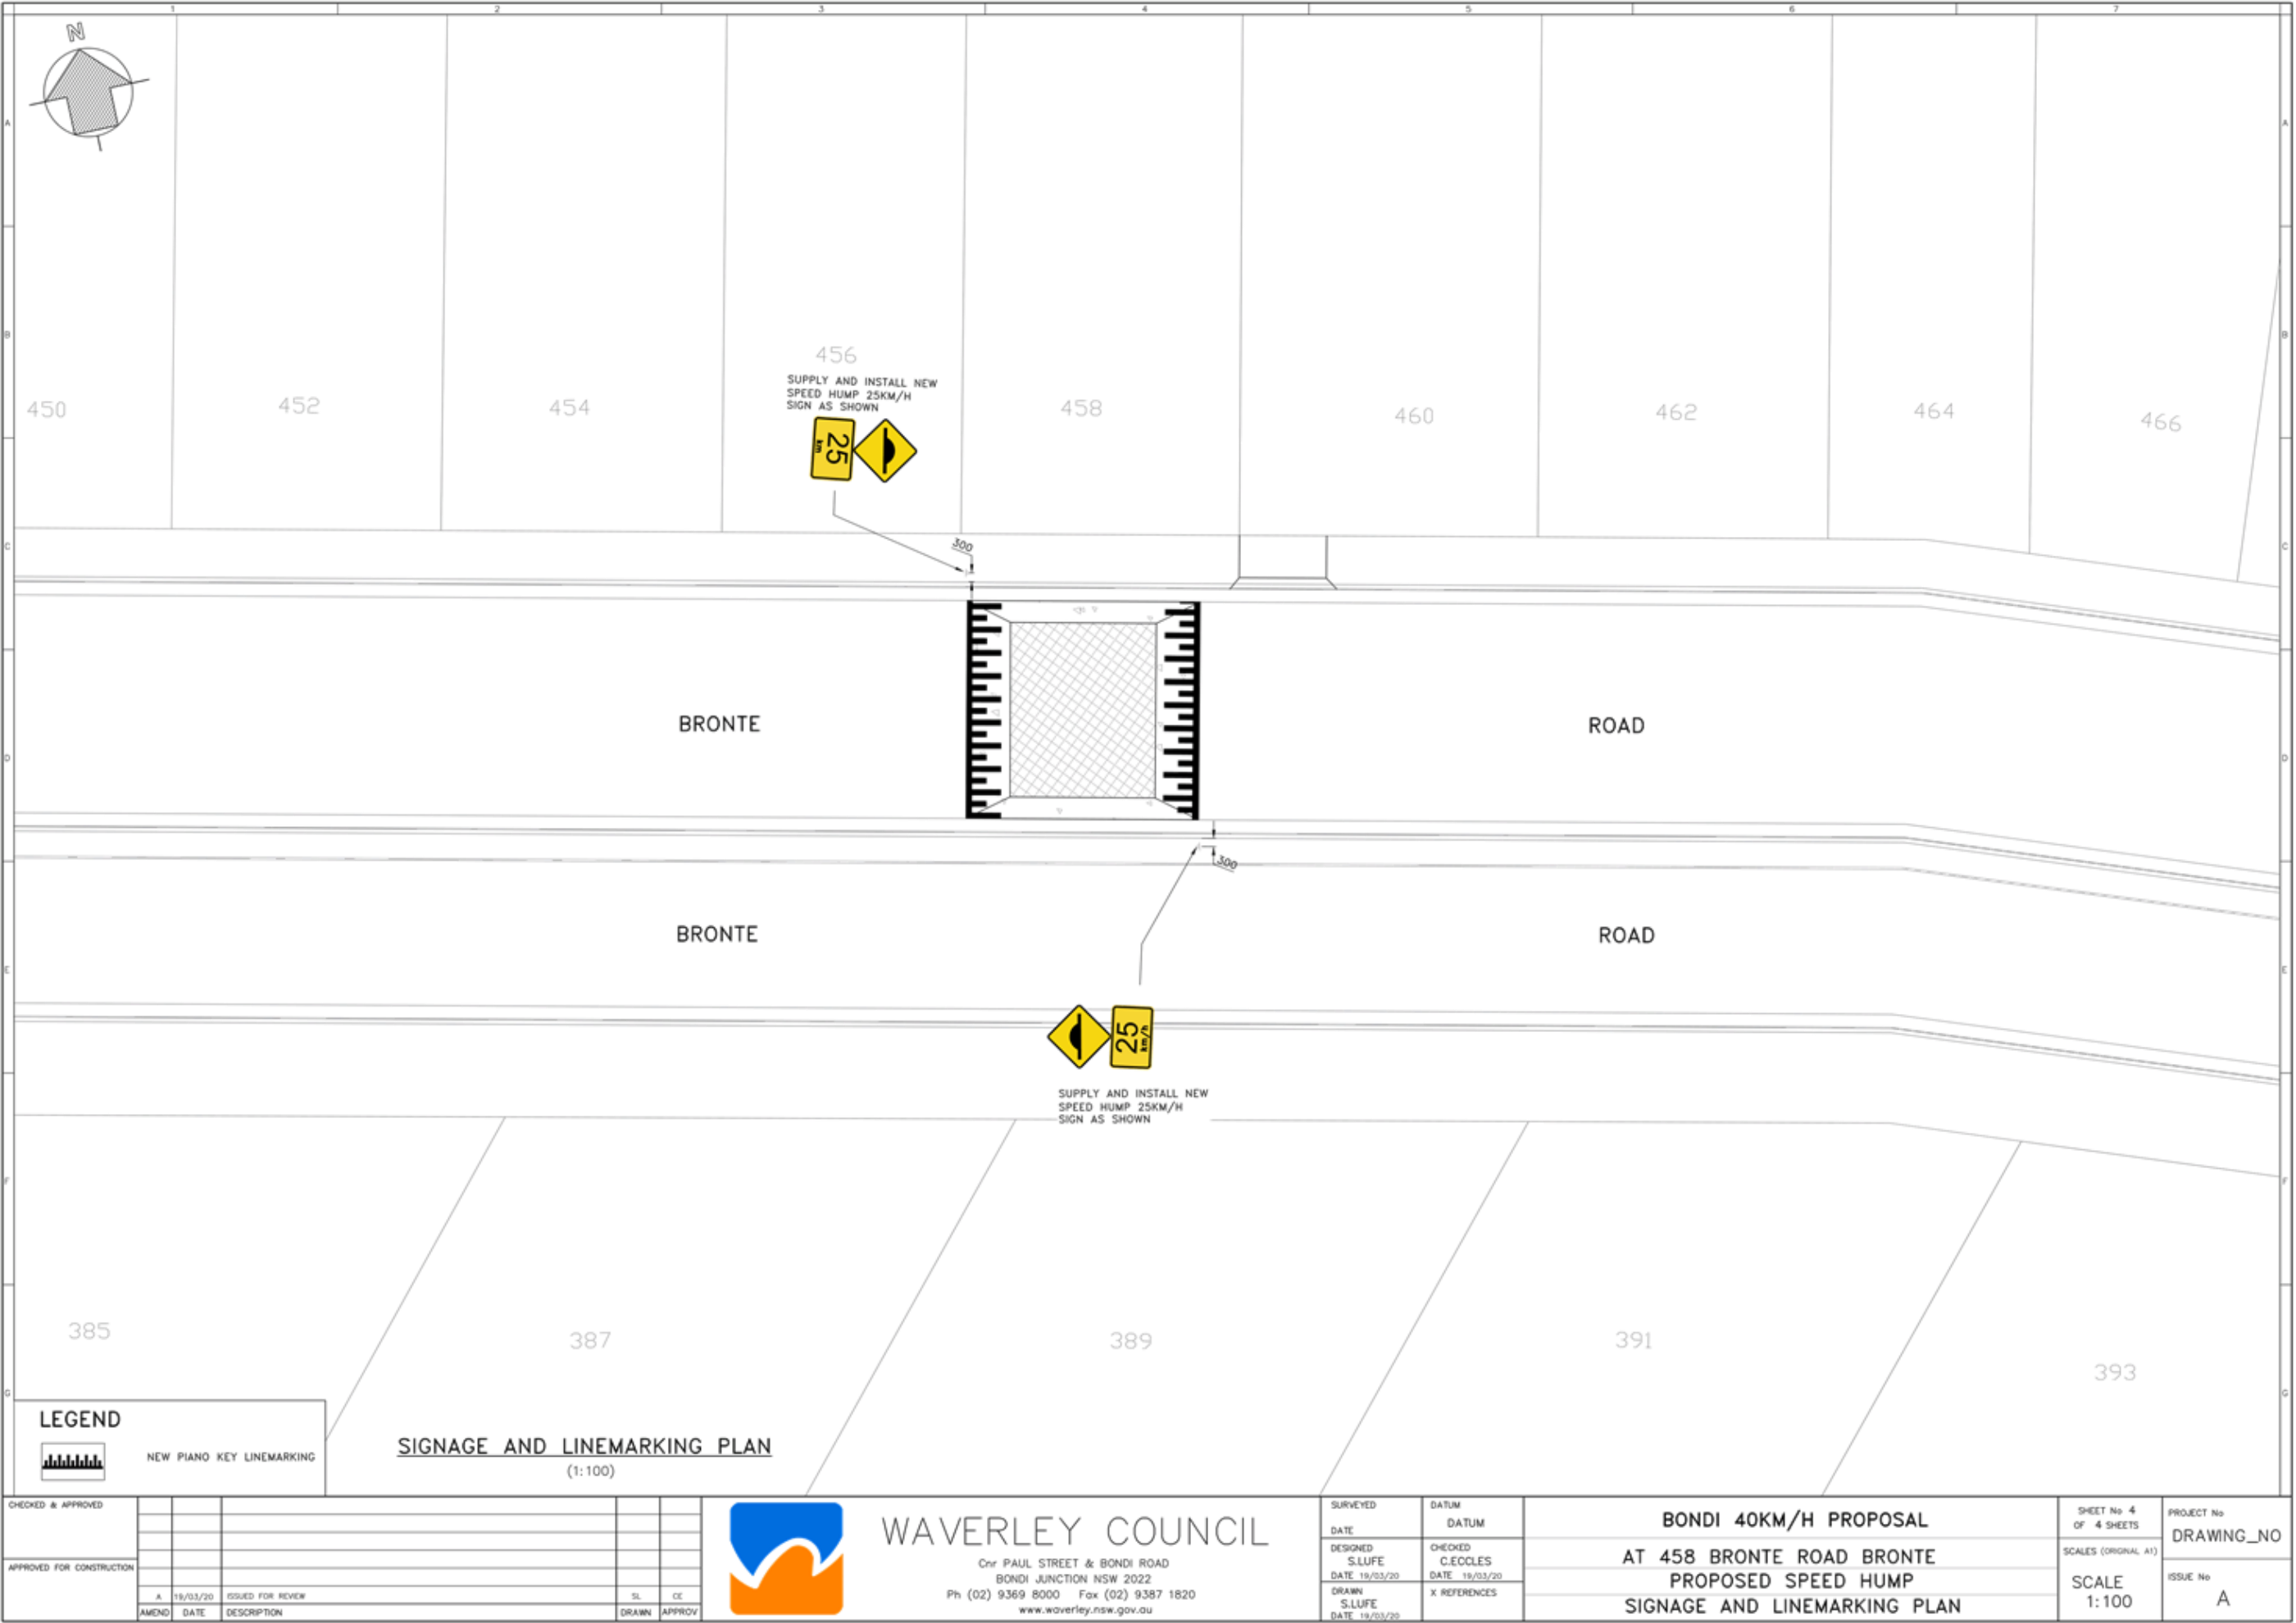 1 2 3 4 5 6 7
N
A A
B B
C C
D D
E E
F F
G G
456
SUPPLY AND INSTALL NEW
SPEED HUMP 25KM/H
SIGN AS SHOWN
450 452 454 458 460 462 464 466
25
km
300
BRONTE ROAD
300
BRONTE ROAD
25
km/h
SUPPLY AND INSTALL NEW
SPEED HUMP 25KM/H
SIGN AS SHOWN
385 387 389 391 393
LEGEND
NEW PIANO KEY LINEMARKING
SIGNAGE AND LINEMARKING PLAN
(1:100)
CHECKED & APPROVED
APPROVED FOR CONSTRUCTION
A 19/03/20 ISSUED FOR REVIEW SL CE
AMEND DATE DESCRIPTION DRAWN APPROV
WAVERLEY COUNCIL
Cnr PAUL STREET & BONDI ROAD
BONDI JUNCTION NSW 2022
Ph (02) 9369 8000 Fax (02) 9387 1820
www.waverley.nsw.gov.au
SURVEYED
DATE
DESIGNED
S.LUFE
DATE 19/03/20
DRAWN
S.LUFE
DATE 19/03/20
DATUM
DATUM
CHECKED
C.ECCLES
DATE 19/03/20
X REFERENCES
BONDI 40KM/H PROPOSAL
AT 458 BRONTE ROAD BRONTE
PROPOSED SPEED HUMP
SIGNAGE AND LINEMARKING PLAN
SHEET No 4
OF 4 SHEETS
SCALES (ORIGINAL A1)
SCALE
1:100
PROJECT No
DRAWING_NO
ISSUE No
A